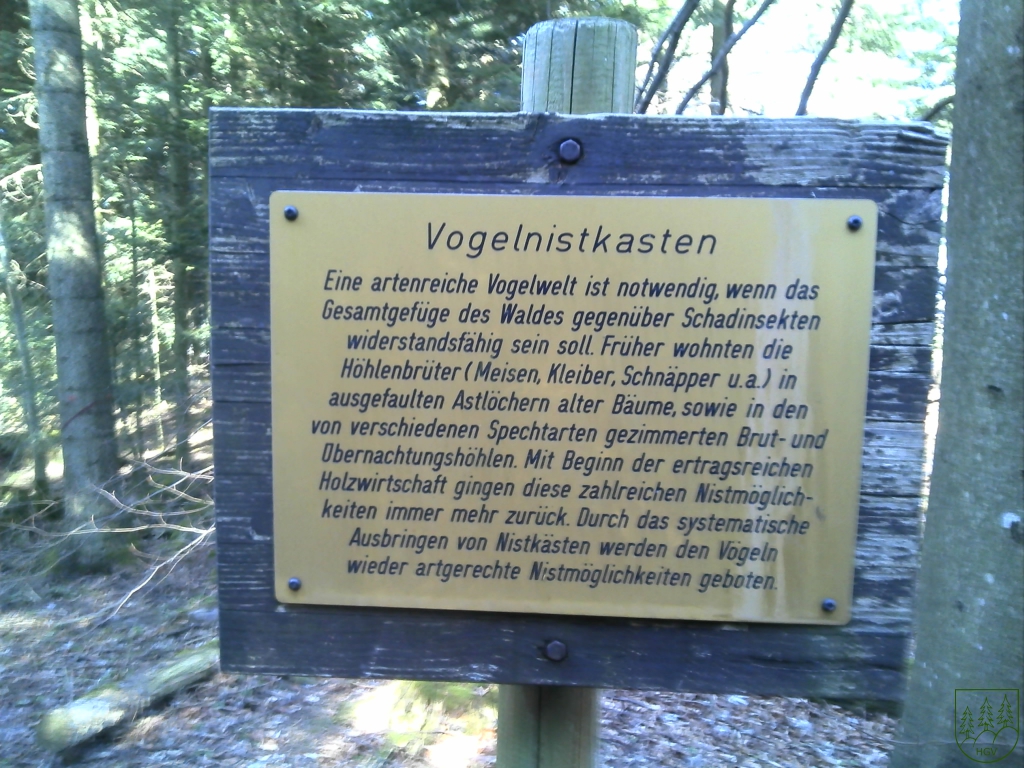 Vogelnistkasten
Eine artenreiche Vogelwelt ist notwendig, wenn das
Gesamtgefüge des Waldes gegenüber Schadinsekten
widerstandsfähig sein soll. Früher wohnten die
Höhlenbrüter (Meisen, Kleiber, Schnäpper u.a.) in
ausgefaulten Astlöchern alter Bäume, sowie in den
von verschiedenen Spechtarten gezimmerten Brut- und
Obernachtungshöhlen. Mit Beginn der ertragsreichen
Holzwirtschaft gingen diese zahlreichen Nistmöglich-
keiten immer mehr zurück. Durch das systematische
Ausbringen von Nistkästen werden den Vögeln
wieder artgerechte Nistmöglichkeiten geboten.